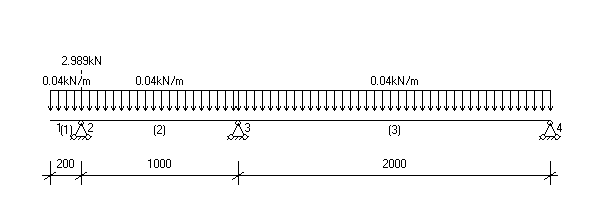 2.989kN
0.04kN/m 0.04kN/m 0.04kN/m
1 (1) 2 (2) 3 (3) 4
200 1000 2000